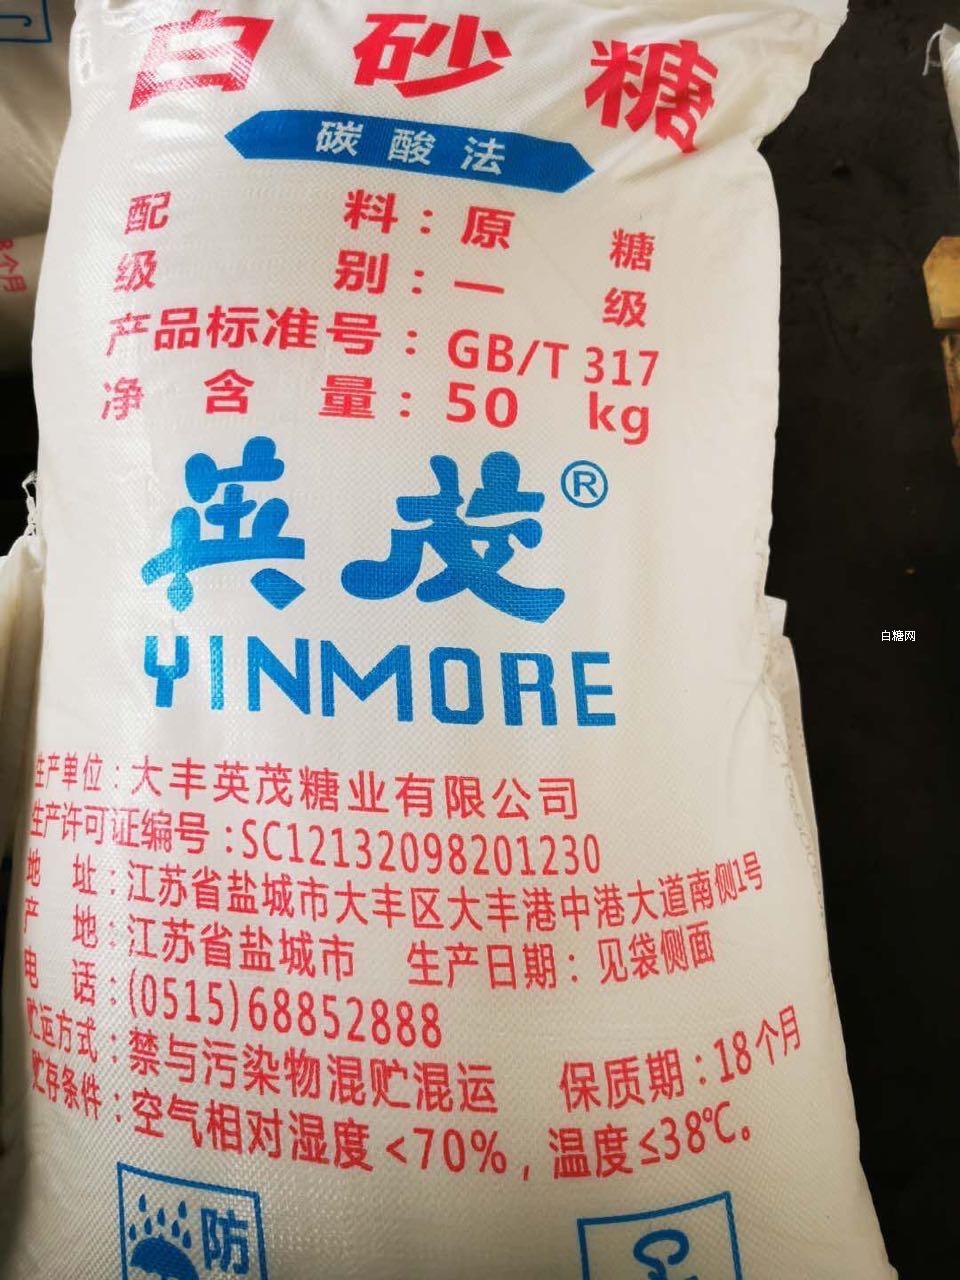 白砂糖
碳酸法
配料：原糖
级别：一级
产品标准号：GB/T 317
净含量：50 kg
英茂®
YINMORE
白糖网
生产单位：大丰英茂糖业有限公司
生产许可证编号：SC12132098201230
地址：江苏省盐城市大丰区大丰港中港大道南侧1号
产地：江苏省盐城市 生产日期：见袋侧面
电话：(0515)68852888
贮运方式：禁与污染物混贮混运 保质期：18个月
贮存条件：空气相对湿度<70%，温度≤38℃。
防
个月